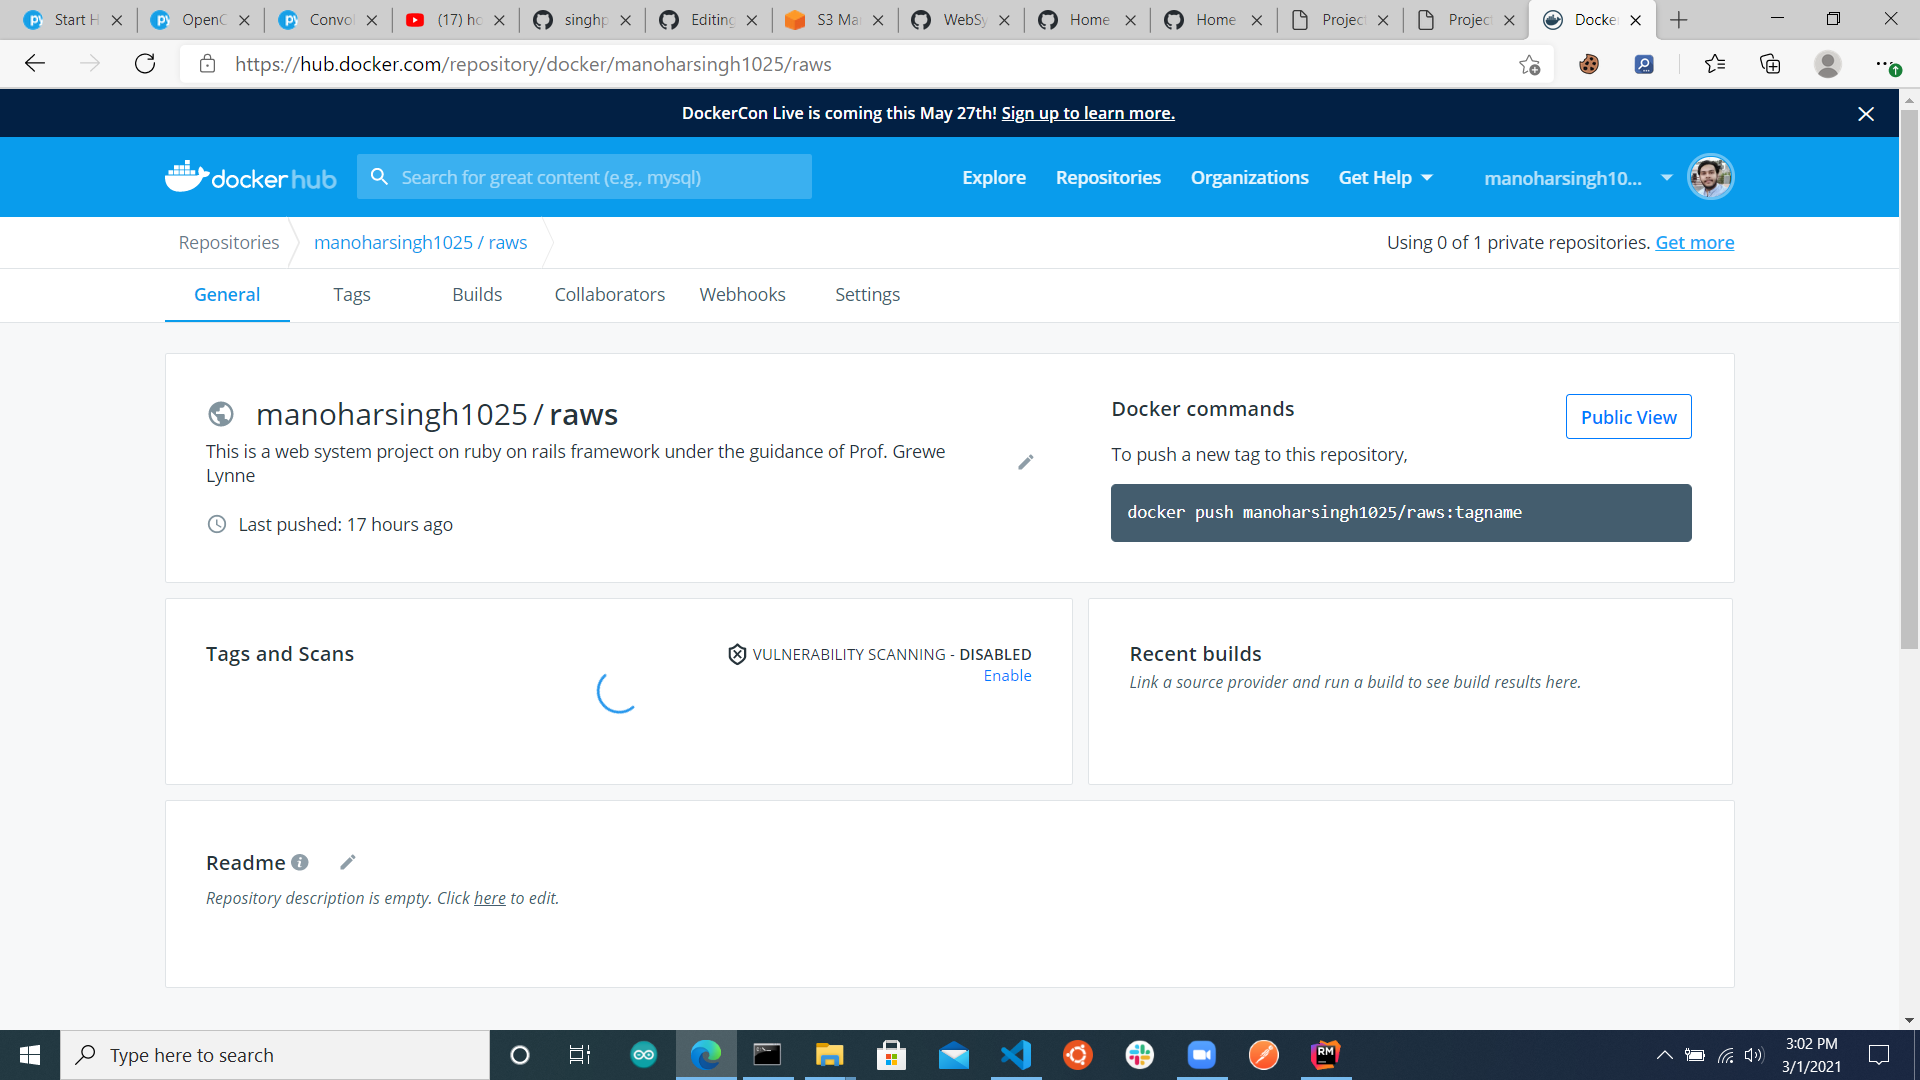 Start H
OpenC
Convol
(17) ho
singhp
Editing
S3 Ma
WebSy
Home
Home
Project
Project
Docke
https://hub.docker.com/repository/docker/manoharsingh1025/raws
DockerCon Live is coming this May 27th! Sign up to learn more.
docker hub
Search for great content (e.g., mysql)
Explore
Repositories
Organizations
Get Help
manoharsingh10...
Repositories
manoharsingh1025 / raws
Using 0 of 1 private repositories. Get more
General
Tags
Builds
Collaborators
Webhooks
Settings
manoharsingh1025 / raws
This is a web system project on ruby on rails framework under the guidance of Prof. Grewe
Lynne
Last pushed: 17 hours ago
Docker commands
Public View
To push a new tag to this repository,
docker push manoharsingh1025/raws:tagname
Tags and Scans
VULNERABILITY SCANNING - DISABLED
Enable
Recent builds
Link a source provider and run a build to see build results here.
Readme
Repository description is empty. Click here to edit.
Type here to search
RM
3:02 PM
3/1/2021